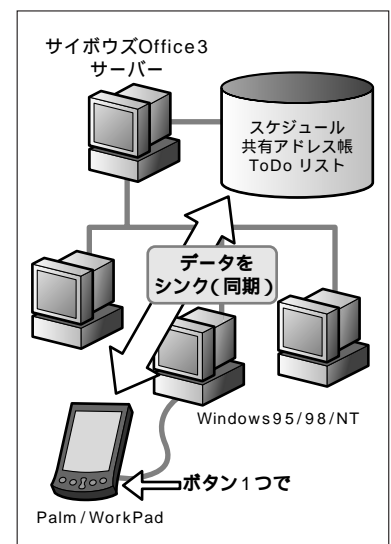 サイボウズOffice3
サーバー
スケジュール
共有アドレス帳
ToDo リスト
データを
シンク(同期)
Windows95/98/NT
ボタン1つで
Palm/WorkPad